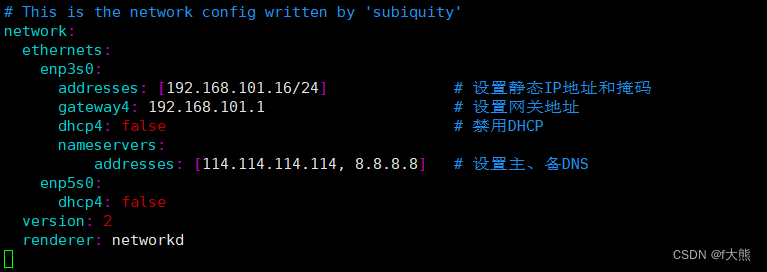 # This is the network config written by 'subiquity'
network:
  ethernets:
    enp3s0:
      addresses: [192.168.101.16/24]              # 设置静态IP地址和掩码
      gateway4: 192.168.101.1                     # 设置网关地址
      dhcp4: false                                # 禁用DHCP
      nameservers:
          addresses: [114.114.114.114, 8.8.8.8]   # 设置主、备DNS
    enp5s0:
      dhcp4: false
  version: 2
  renderer: networkd
CSDN @f大熊